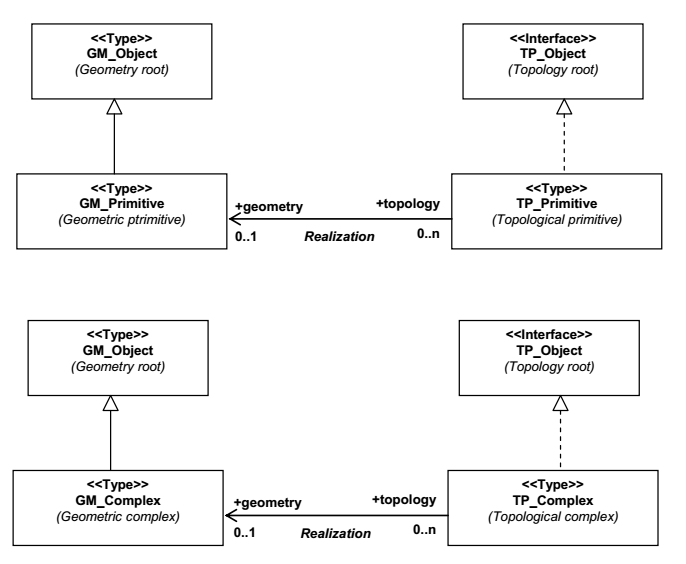 <<Type>>
GM_Object
(Geometry root)
<<Interface>>
TP_Object
(Topology root)
<<Type>>
GM_Primitive
(Geometric ptrimitive)
+geometry
+topology
0..1
Realization
0..n
<<Type>>
TP_Primitive
(Topological primitive)
<<Type>>
GM_Object
(Geometry root)
<<Interface>>
TP_Object
(Topology root)
<<Type>>
GM_Complex
(Geometric complex)
+geometry
+topology
0..1
Realization
0..n
<<Type>>
TP_Complex
(Topological complex)